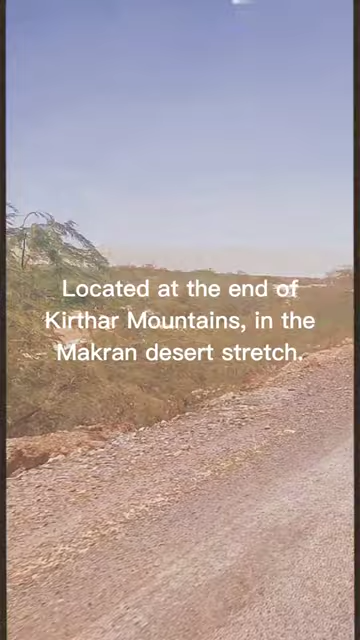 Located at the end of
Kirthar Mountains, in the
Makran desert stretch.